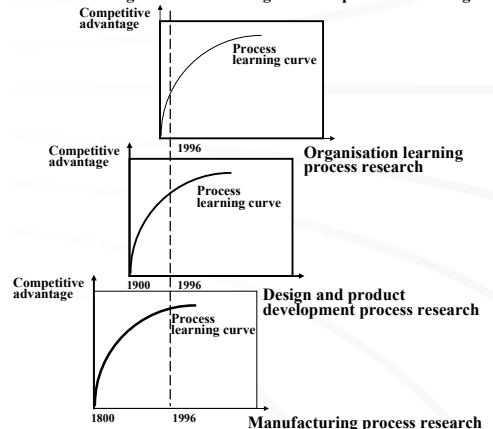 Competitive
advantage
Process
learning curve
1996
Organisation learning
process research
Competitive
advantage
Process
learning curve
1900
1996
Design and product
development process research
Competitive
advantage
Process
learning curve
1800
1996
Manufacturing process research